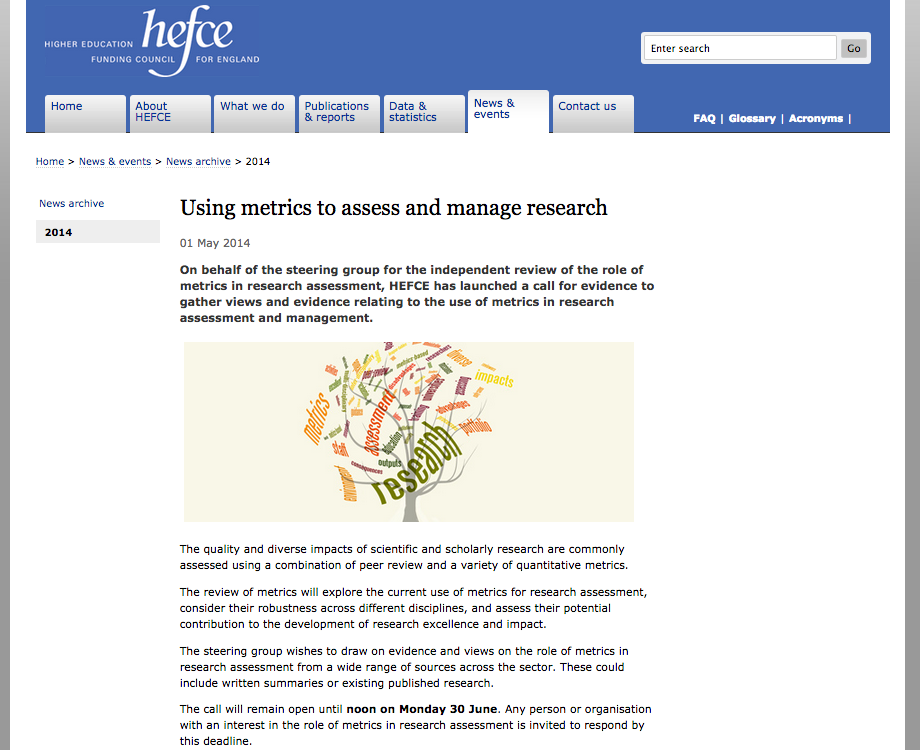 HIGHER EDUCATION hefce
FUNDING COUNCIL FOR ENGLAND
Enter search
Go
Home
About
HEFCE
What we do
Publications
& reports
Data &
statistics
News &
events
Contact us
FAQ | Glossary | Acronyms |
Home > News & events > News archive > 2014
News archive
2014
Using metrics to assess and manage research
01 May 2014
On behalf of the steering group for the independent review of the role of
metrics in research assessment, HEFCE has launched a call for evidence to
gather views and evidence relating to the use of metrics in research
assessment and management.
metrics based
researchers
diverse
peer review
impacts
metrics
assessment
advantages
portfolio
education
research
outputs
consequences
The quality and diverse impacts of scientific and scholarly research are commonly
assessed using a combination of peer review and a variety of quantitative metrics.
The review of metrics will explore the current use of metrics for research assessment,
consider their robustness across different disciplines, and assess their potential
contribution to the development of research excellence and impact.
The steering group wishes to draw on evidence and views on the role of metrics in
research assessment from a wide range of sources across the sector. These could
include written summaries or existing published research.
The call will remain open until noon on Monday 30 June. Any person or organisation
with an interest in the role of metrics in research assessment is invited to respond by
this deadline.